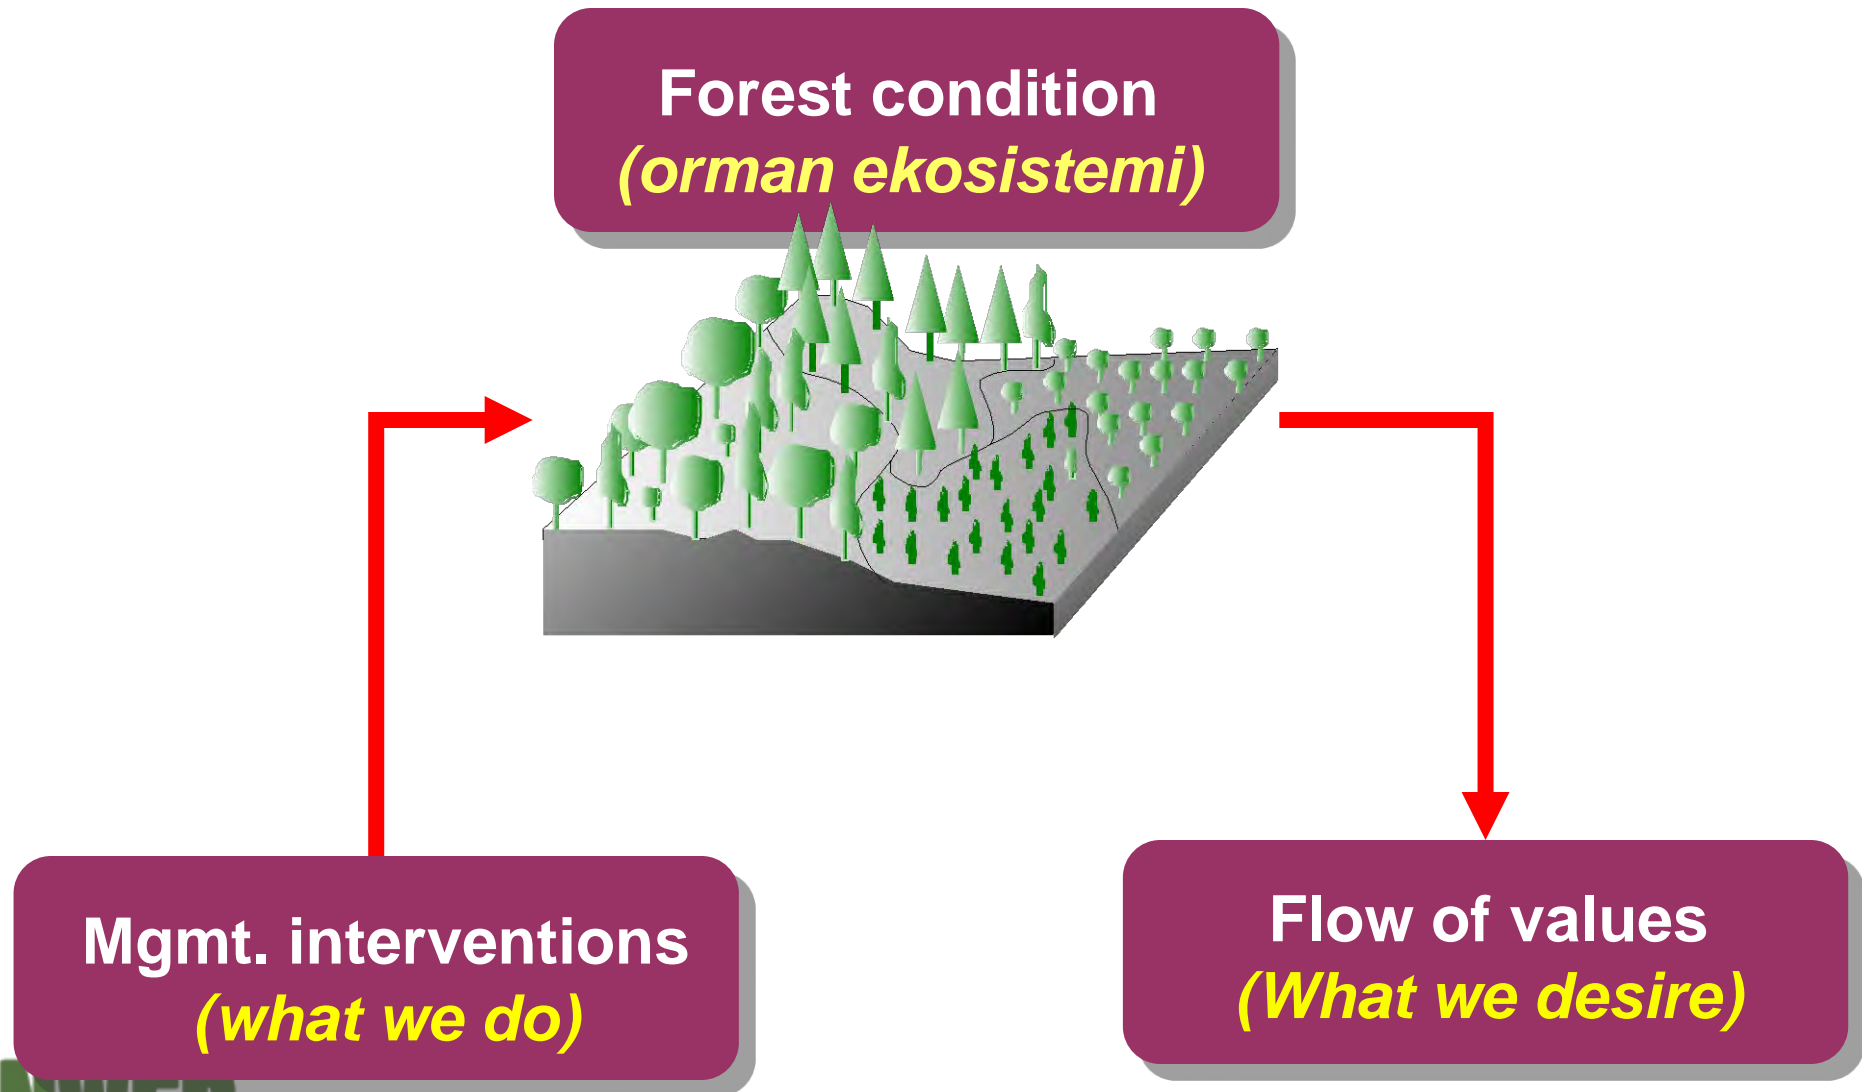 Forest condition
(orman ekosistemi)
Mgmt. interventions
(what we do)
Flow of values
(What we desire)